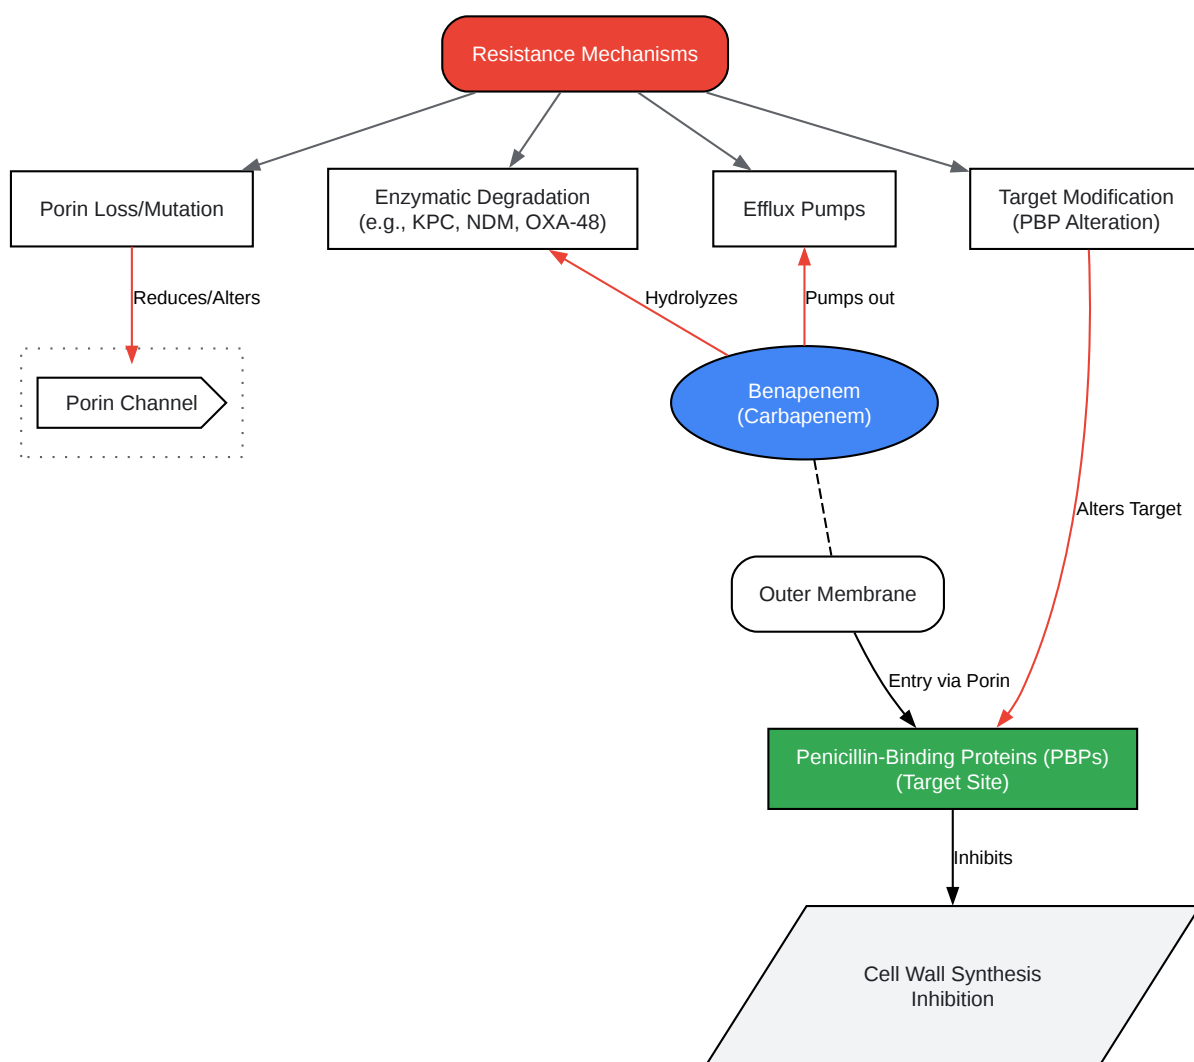 Resistance Mechanisms
Porin Loss/Mutation
Enzymatic Degradation
(e.g., KPC, NDM, OXA-48)
Efflux Pumps
Target Modification
(PBP Alteration)
Reduces/Alters
Hydrolyzes
Pumps out
Porin Channel
Benapenem
(Carbapenem)
Alters Target
Outer Membrane
Entry via Porin
Penicillin-Binding Proteins (PBPs)
(Target Site)
Inhibits
Cell Wall Synthesis
Inhibition